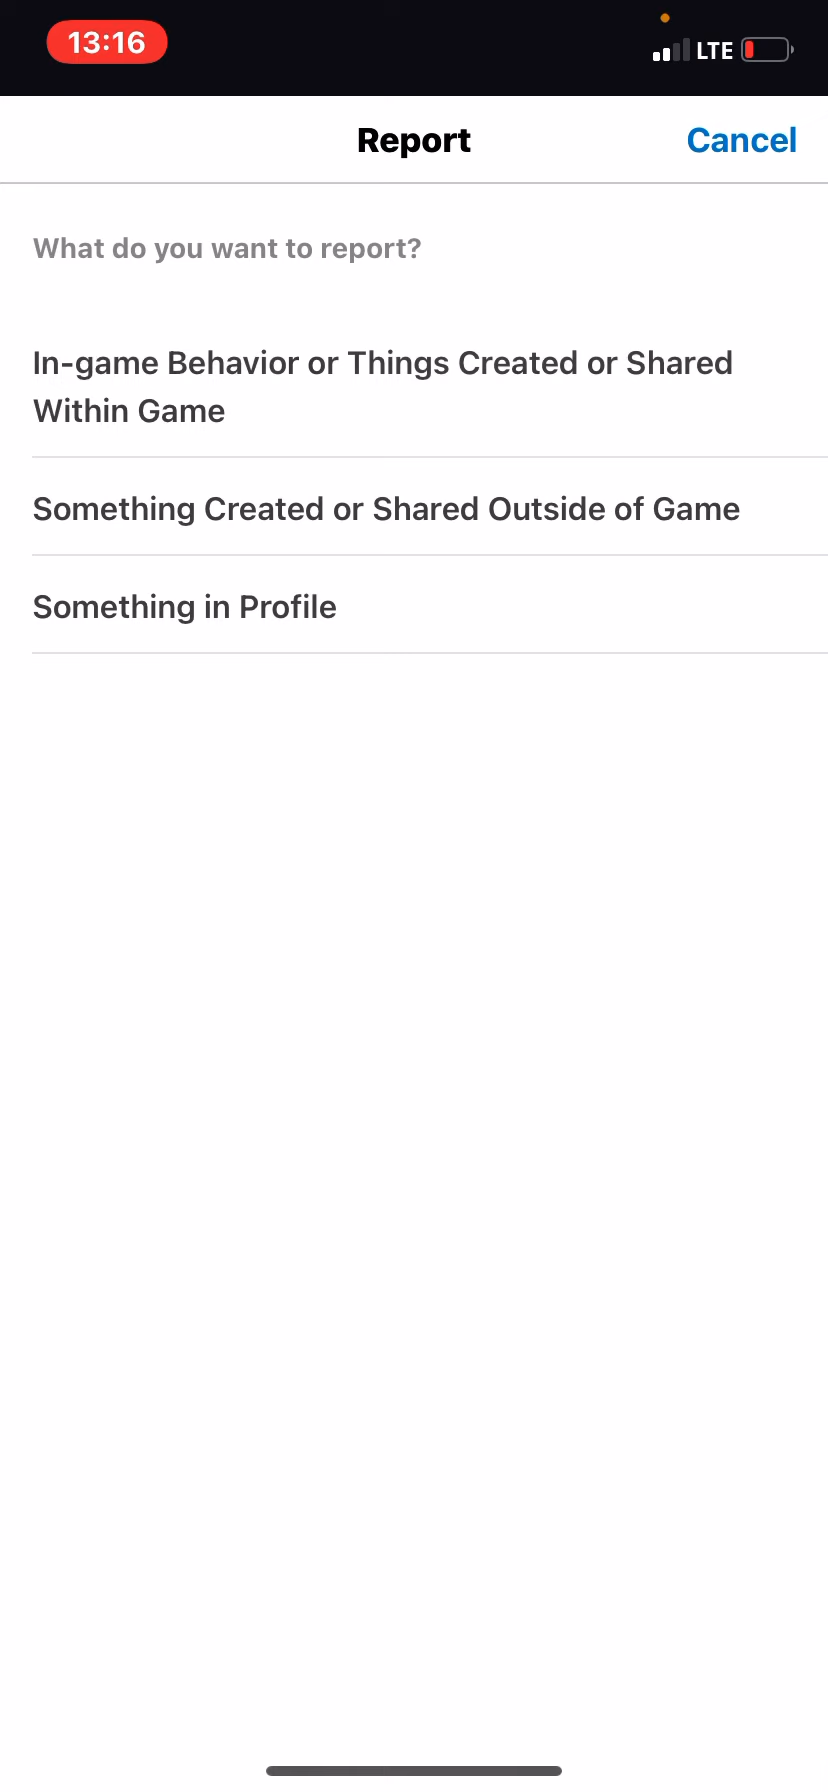 13:16
LTE
Report
Cancel
What do you want to report?
In-game Behavior or Things Created or Shared
Within Game
Something Created or Shared Outside of Game
Something in Profile